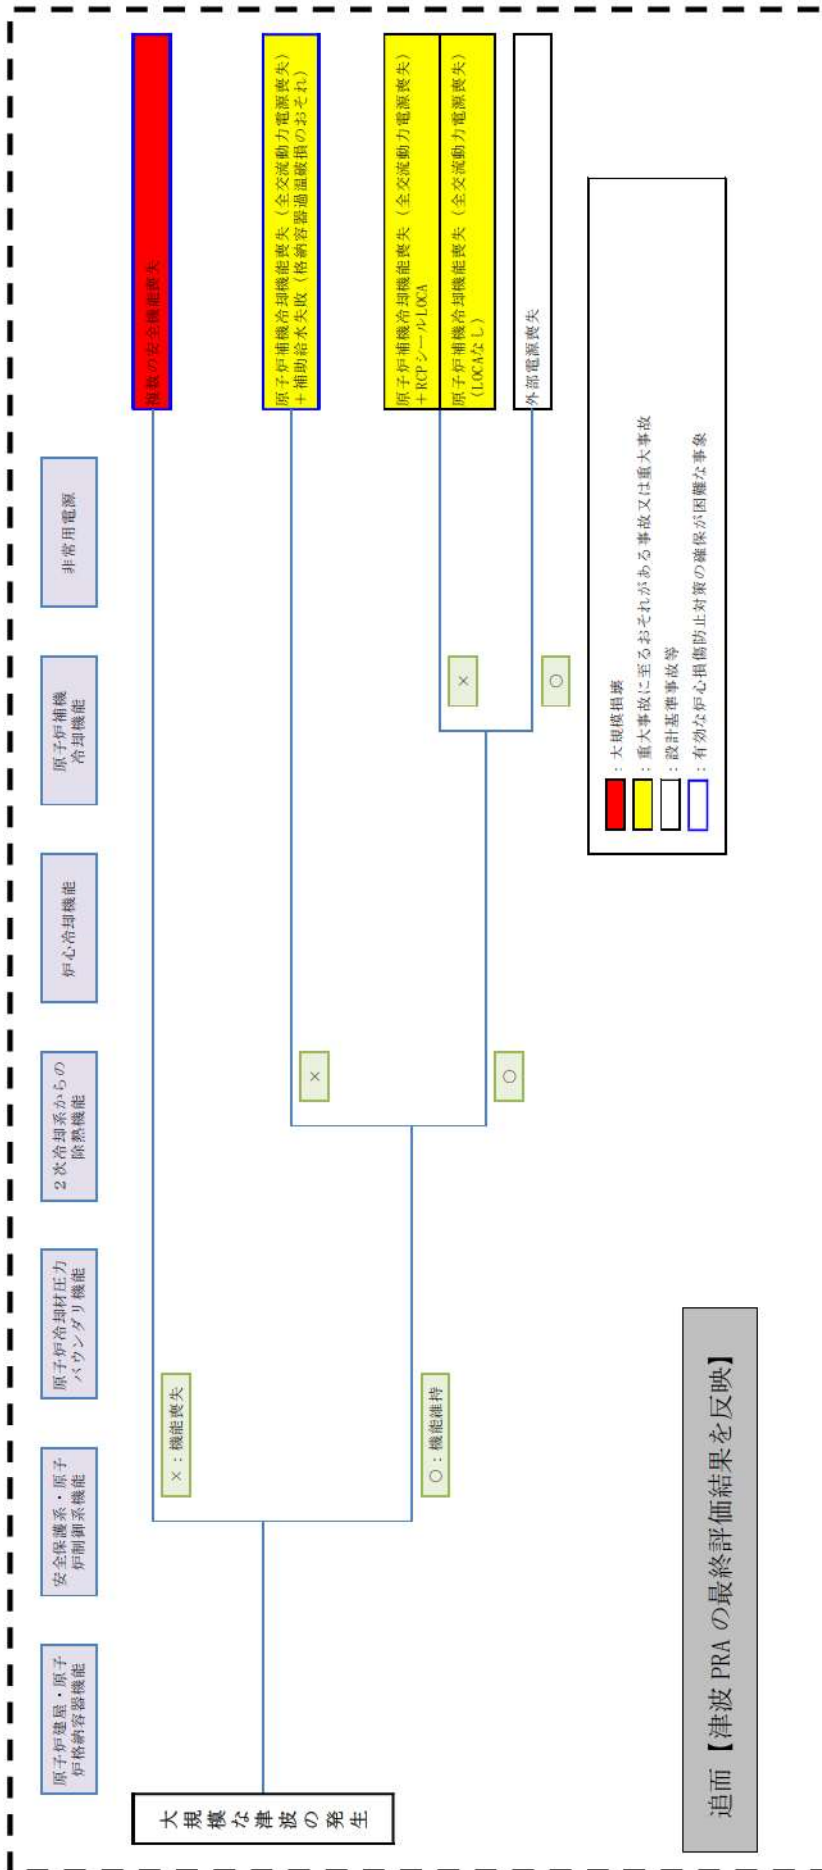 原子炉建屋・原子
炉格納容器機能
安全保護系・原子
炉制御系機能
原子炉冷却材圧力
バウンダリ機能
2次冷却系からの
除熱機能
炉心冷却機能
原子炉補機
冷却機能
非常用電源
大規模な津波の発生
×:機能喪失
○:機能維持
×
○
×
○
複数の安全機能喪失
原子炉補機冷却機能喪失(全交流動力電源喪失)
+補助給水失敗(格納容器過温破損のおそれ)
原子炉補機冷却機能喪失(全交流動力電源喪失)
+RCPシールLOCA
原子炉補機冷却機能喪失(全交流動力電源喪失)
(LOCAなし)
外部電源喪失
:大規模損壊
:重大事故に至るおそれがある事故又は重大事故
:設計基準事故等
:有効な炉心損傷防止対策の確保が困難な事象
追而【津波 PRA の最終評価結果を反映】